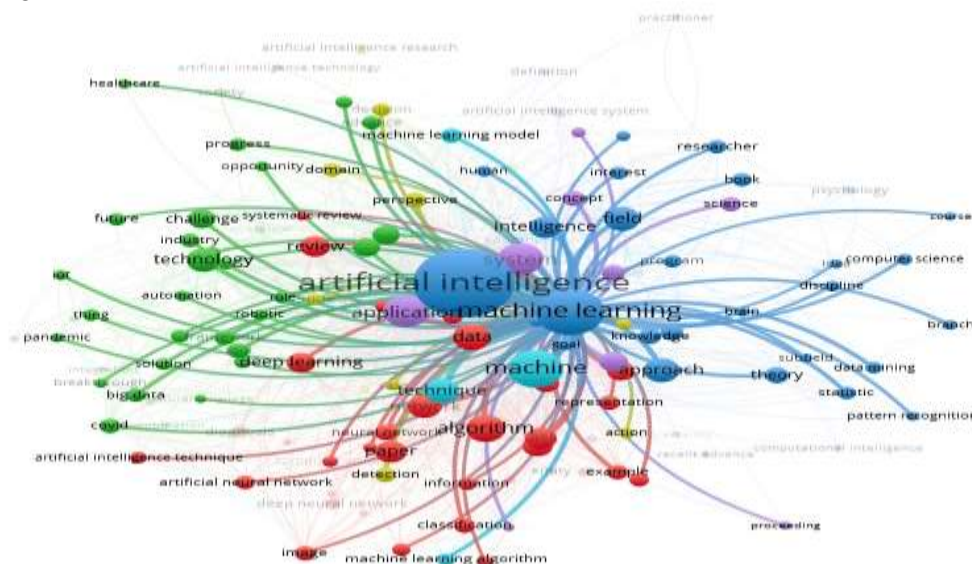 practitioner
artificial intelligence research
artificial intelligence technology
definition
healthcare
society
decision
artificial intelligence system
machine learning model
progress
human
interest
researcher
opportunity
domain
book
psychology
perspective
concept
science
future
challenge
systematic review
intelligence
field
course
industry
review
technology
system
program
idea
computer science
iot
artificial intelligence
discipline
automation
role
thing
robotic
application
machine learning
brain
branch
pandemic
framework
data
goal
knowledge
solution
deep learning
machine
approach
subfield
data mining
theory
breakthrough
big data
technique
statistic
network
representation
covid
neural network
algorithm
action
pattern recognition
paper
artificial intelligence technique
recent advance
computational intelligence
artificial neural network
detection
information
example
deep neural network
classification
proceeding
image
machine learning algorithm